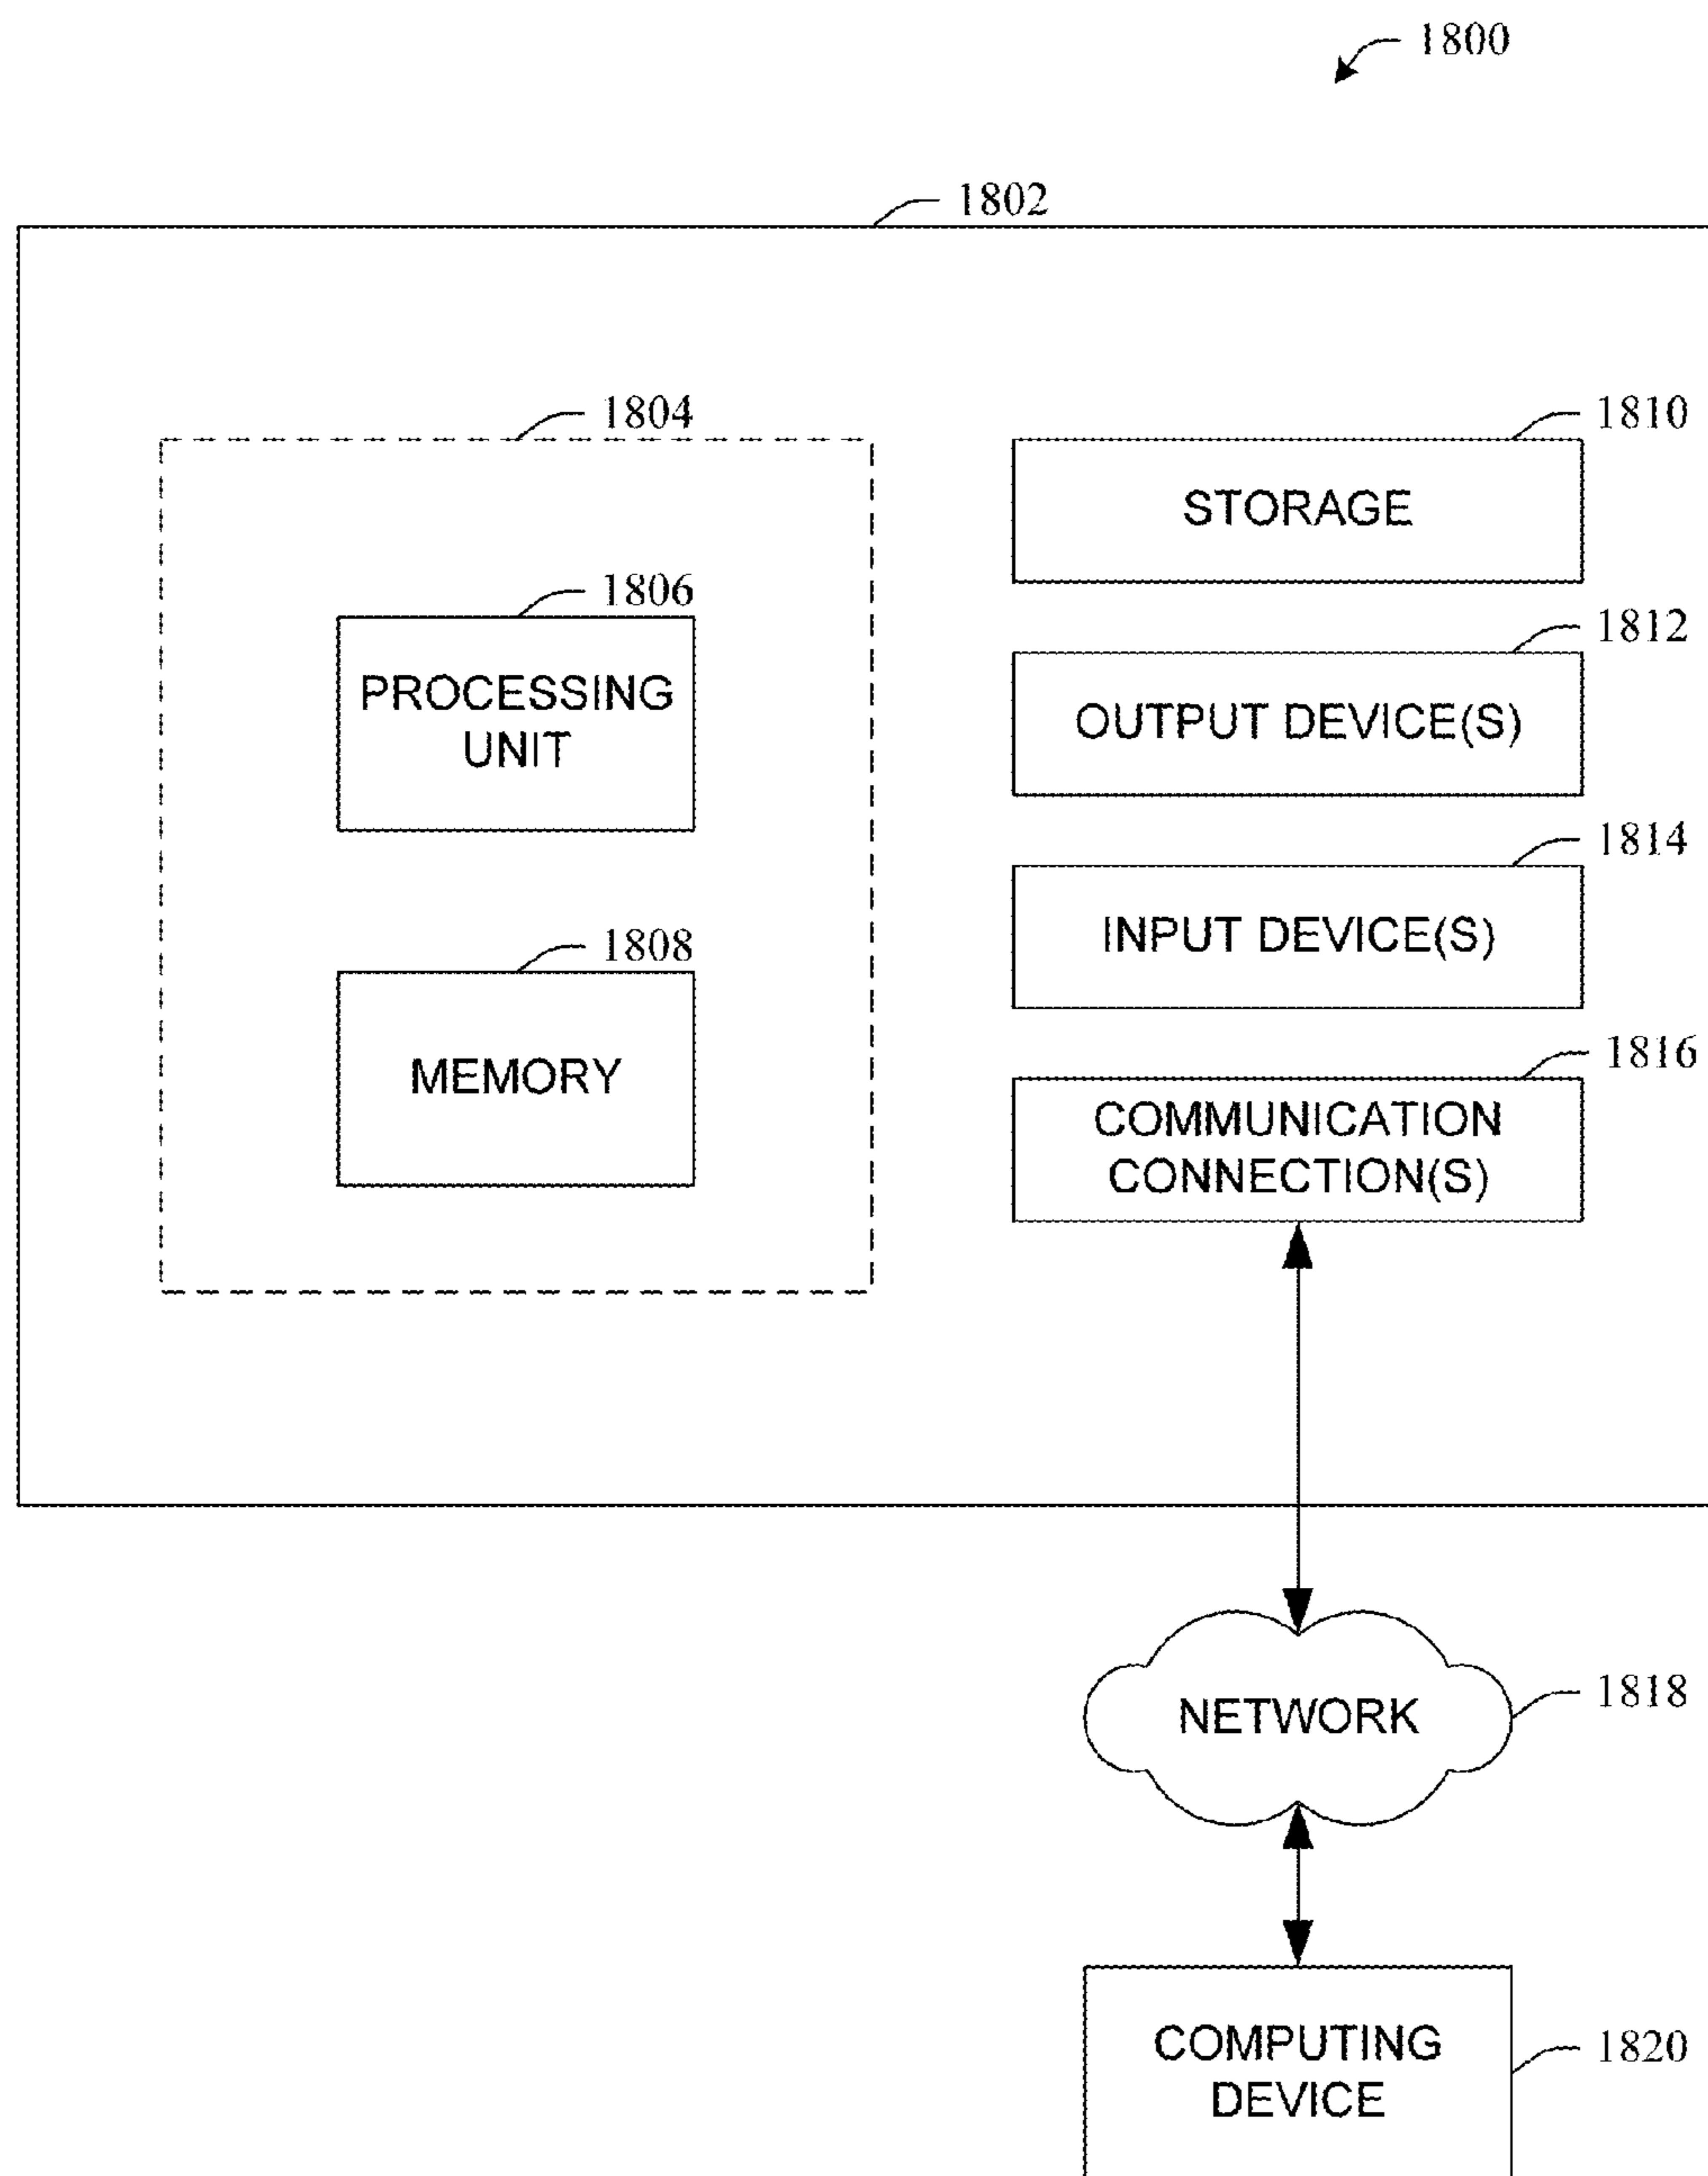 1800
1802
1804
1806
PROCESSING
UNIT
1808
MEMORY
1810
STORAGE
1812
OUTPUT DEVICE(S)
1814
INPUT DEVICE(S)
1816
COMMUNICATION
CONNECTION(S)
NETWORK
1818
COMPUTING
DEVICE
1820